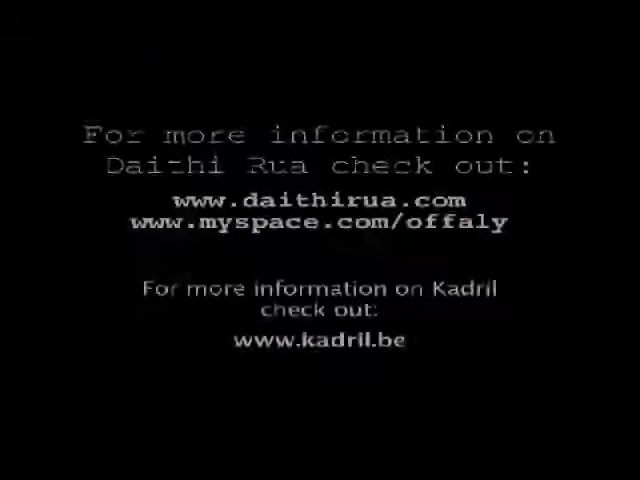 For more information on
Daithi Rua check out:
www.daithirua.com
www.myspace.com/offaly
For more information on Kadril
check out:
www.kadril.be